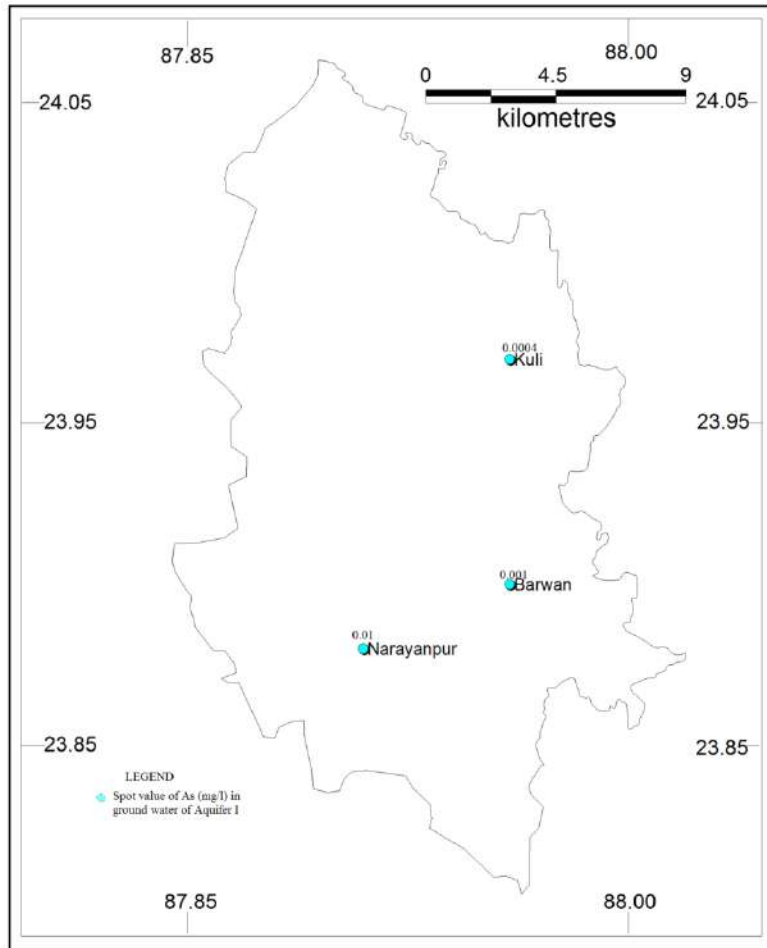 87.85
88.00
0
4.5
9
24.05
24.05
kilometres
0.0004
Kuli
23.95
23.95
0.001
Barwan
0.01
Narayanpur
23.85
23.85
LEGEND
Spot value of As (mg/l) in
ground water of Aquifer I
87.85
88.00